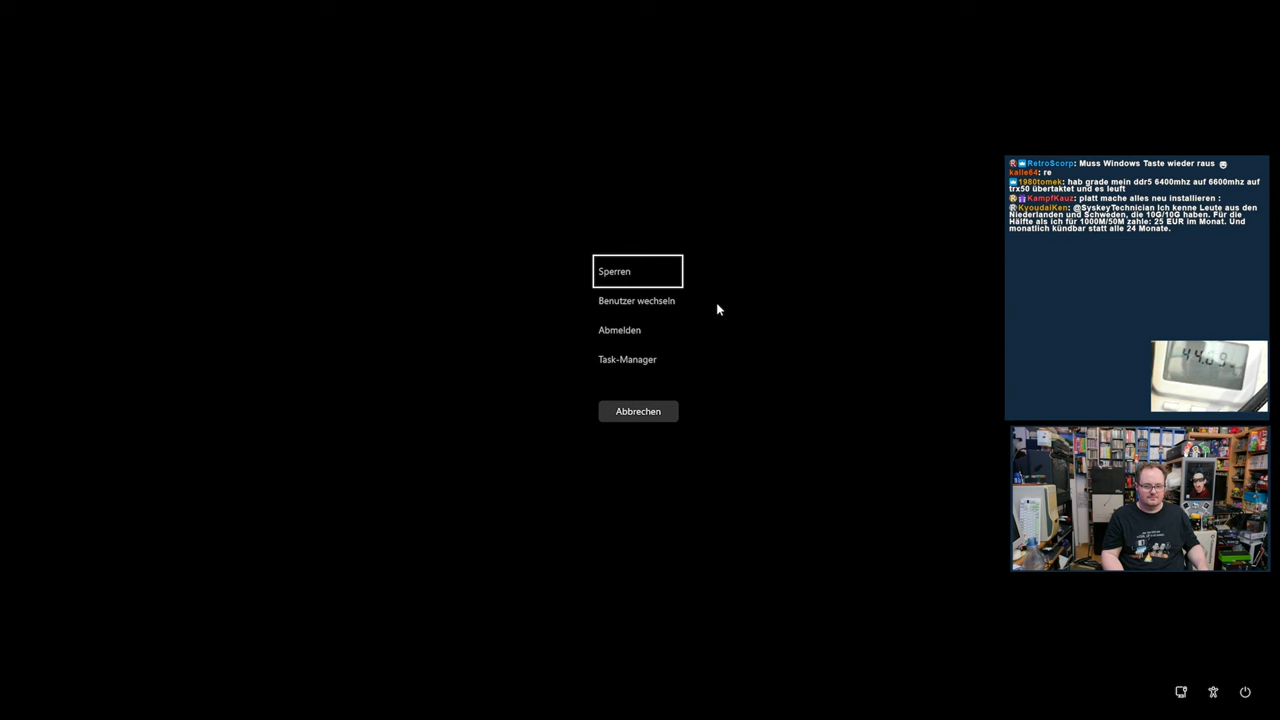 Sperren
Benutzer wechseln
Abmelden
Task-Manager
Abbrechen
RetroScorp: Muss Windows Taste wieder raus
kalle64: re
1980tomek: hab grade mein ddr5 6400mhz auf 6600mhz auf
trx50 übertaktet und es leuft
KampfKauz: platt mache alles neu installieren :
KyoudaiKen: @SyskeyTechnician Ich kenne Leute aus den
Niederlanden und Schweden, die 10G/10G haben. Für die
Hälfte als ich für 1000M/50M zahle: 25 EUR im Monat. Und
monatlich kündbar statt alle 24 Monate.
44.69